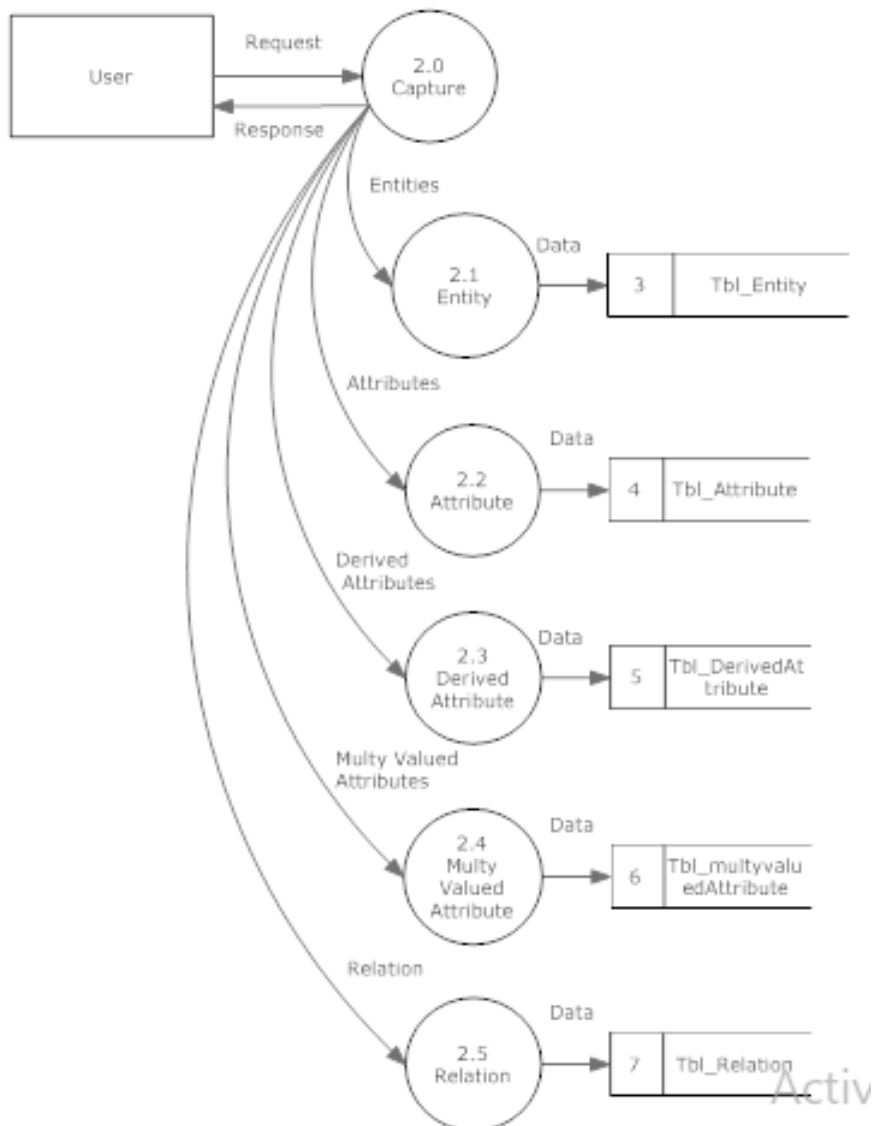 Request
User
2.0
Capture
Response
Entities
Data
2.1
Entity
3
Tbl_Entity
Attributes
Data
2.2
Attribute
4
Tbl_Attribute
Derived
Attributes
Data
2.3
Derived
Attribute
5
Tbl_DerivedAt
tribute
Multy Valued
Attributes
Data
2.4
Multy
Valued
Attribute
6
Tbl_multyvalu
edAttribute
Relation
Data
2.5
Relation
7
Tbl_Relation
Activ